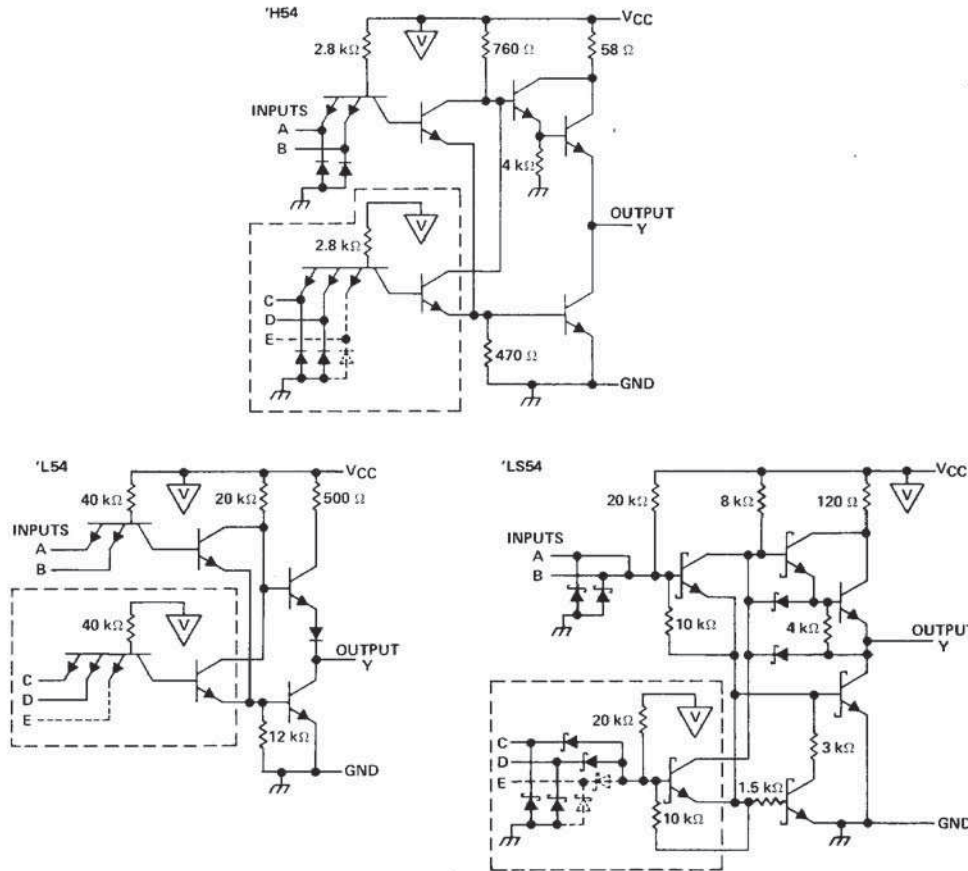 'H54
VCC
2.8 kΩ
V
760 Ω
58 Ω
INPUTS
A
B
4 kΩ
OUTPUT
Y
V
2.8 kΩ
C
D
E
470 Ω
GND
'L54
VCC
40 kΩ
20 kΩ
V
500 Ω
INPUTS
A
B
40 kΩ
V
OUTPUT
Y
C
D
E
12 kΩ
GND
'LS54
VCC
20 kΩ
8 kΩ
120 Ω
V
INPUTS
A
B
10 kΩ
4 kΩ
OUTPUT
Y
20 kΩ
V
C
D
E
3 kΩ
1.5 kΩ
10 kΩ
GND